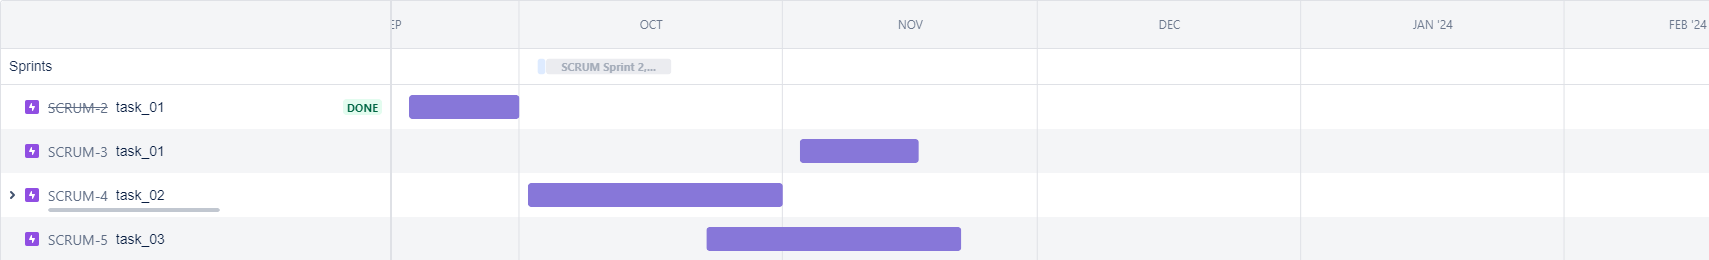 EP OCT NOV DEC JAN '24 FEB '24
Sprints SCRUM Sprint 2,...
SCRUM-2 task_01 DONE
SCRUM-3 task_01
SCRUM-4 task_02
SCRUM-5 task_03